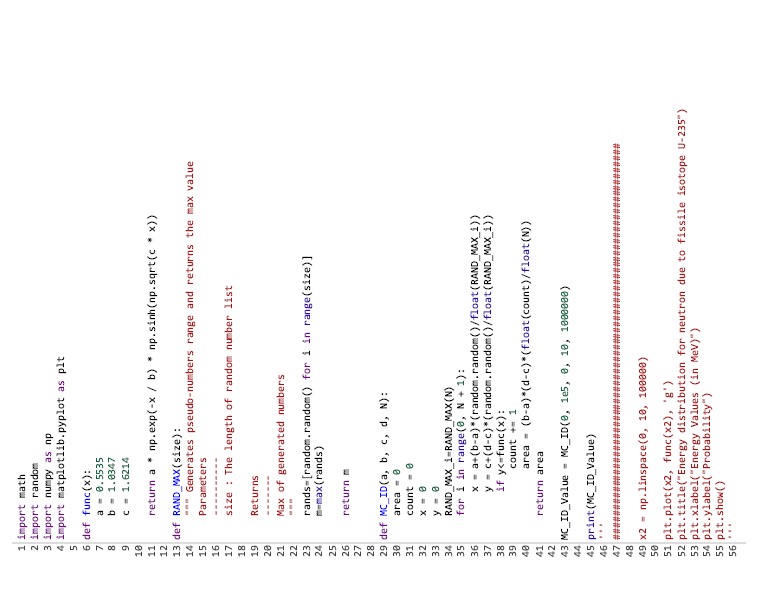 1 import math
2 import random
3 import numpy as np
4 import matplotlib.pyplot as plt
5
6 def func(x):
7 a = 0.5535
8 b = 1.0347
9 c = 1.6214
10
11 return a * np.exp(-x / b) * np.sinh(np.sqrt(c * x))
12
13 def RAND_MAX(size):
14 """ Generates pseudo-numbers range and returns the max value
15 Parameters
16 ----------
17 size : The length of random number list
18
19 Returns
20 -------
21 Max of generated numbers
22 """
23 rands=[random.random() for i in range(size)]
24 m=max(rands)
25
26 return m
27
28
29 def MC_ID(a, b, c, d, N):
30 area = 0
31 count = 0
32 x = 0
33 y = 0
34 RAND_MAX_i=RAND_MAX(N)
35 for i in range(0, N + 1):
36 x = a+(b-a)*(random.random()/float(RAND_MAX_i))
37 y = c+(d-c)*(random.random()/float(RAND_MAX_i))
38 if y<=func(x):
39 count += 1
40 area = (b-a)*(d-c)*(float(count)/float(N))
41 return area
42
43 MC_ID_Value = MC_ID(0, 1e5, 0, 10, 1000000)
44
45 print(MC_ID_Value)
46 '''
47 ##########################################################
48
49 x2 = np.linspace(0, 10, 100000)
50
51 plt.plot(x2, func(x2), 'g')
52 plt.title("Energy distribution for neutron due to fissile isotope U-235")
53 plt.xlabel("Energy Values (in MeV)")
54 plt.ylabel("Probability")
55 plt.show()
56 '''